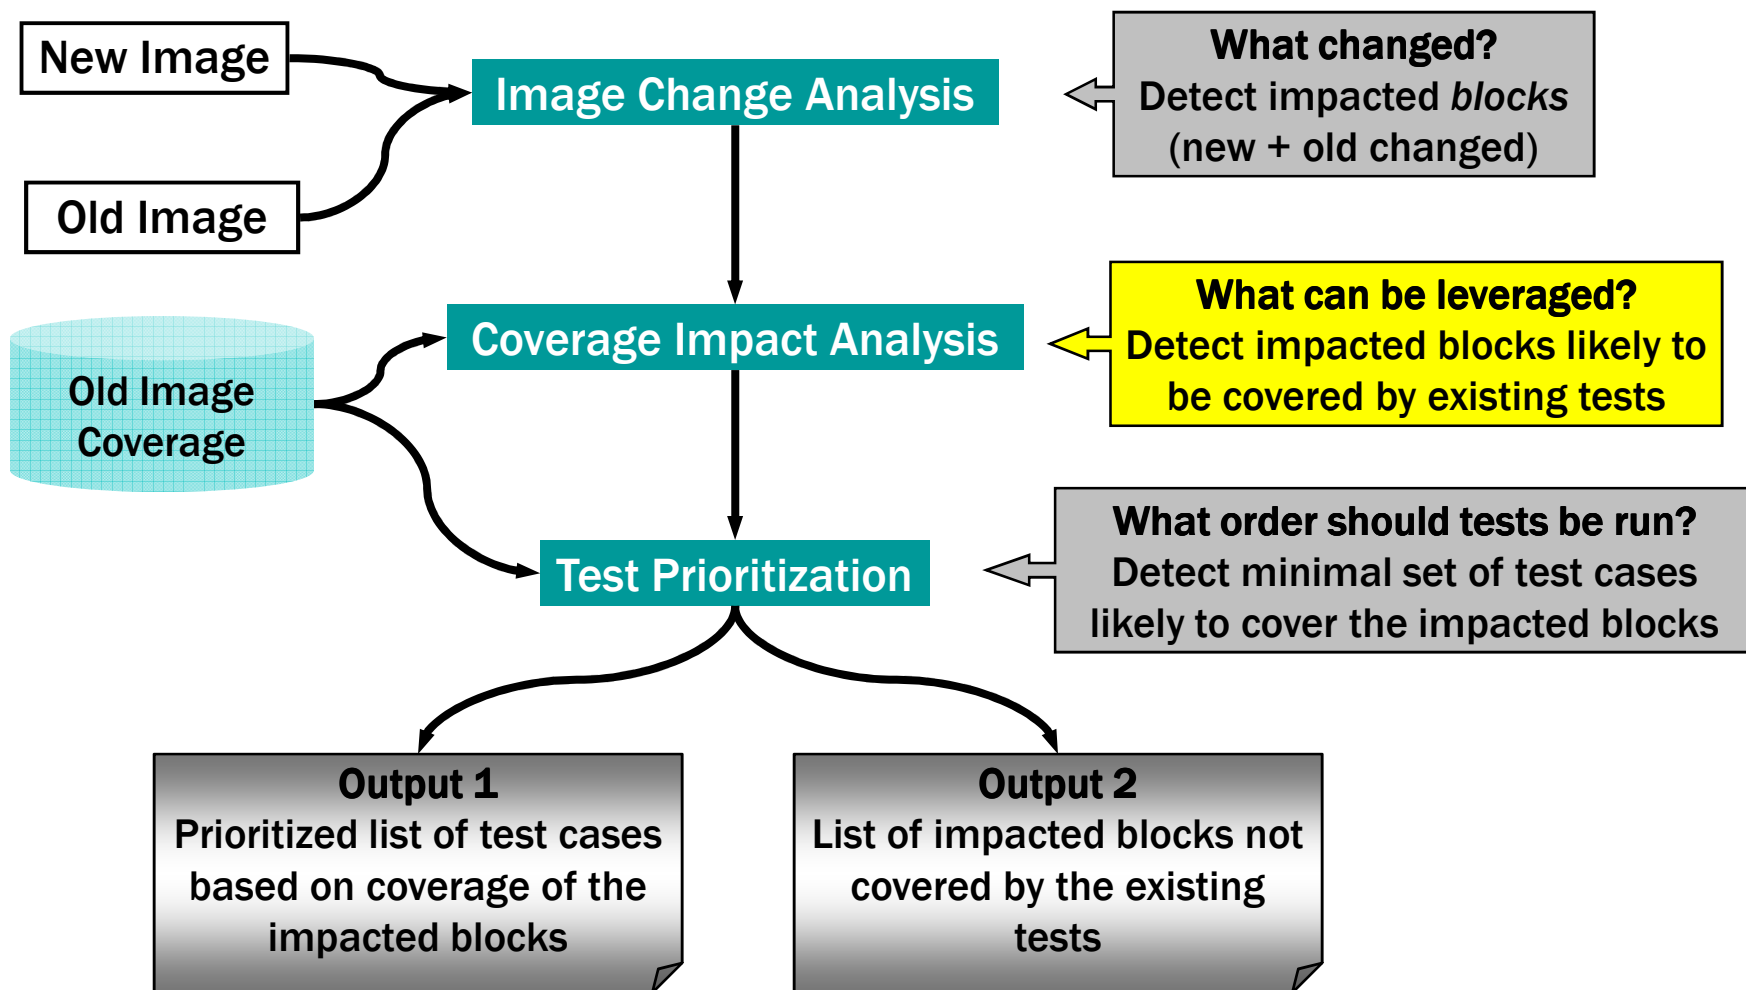 New Image
Image Change Analysis
What changed?
Detect impacted blocks
(new + old changed)
Old Image
Old Image
Coverage
Coverage Impact Analysis
What can be leveraged?
Detect impacted blocks likely to
be covered by existing tests
Test Prioritization
What order should tests be run?
Detect minimal set of test cases
likely to cover the impacted blocks
Output 1
Prioritized list of test cases
based on coverage of the
impacted blocks
Output 2
List of impacted blocks not
covered by the existing
tests